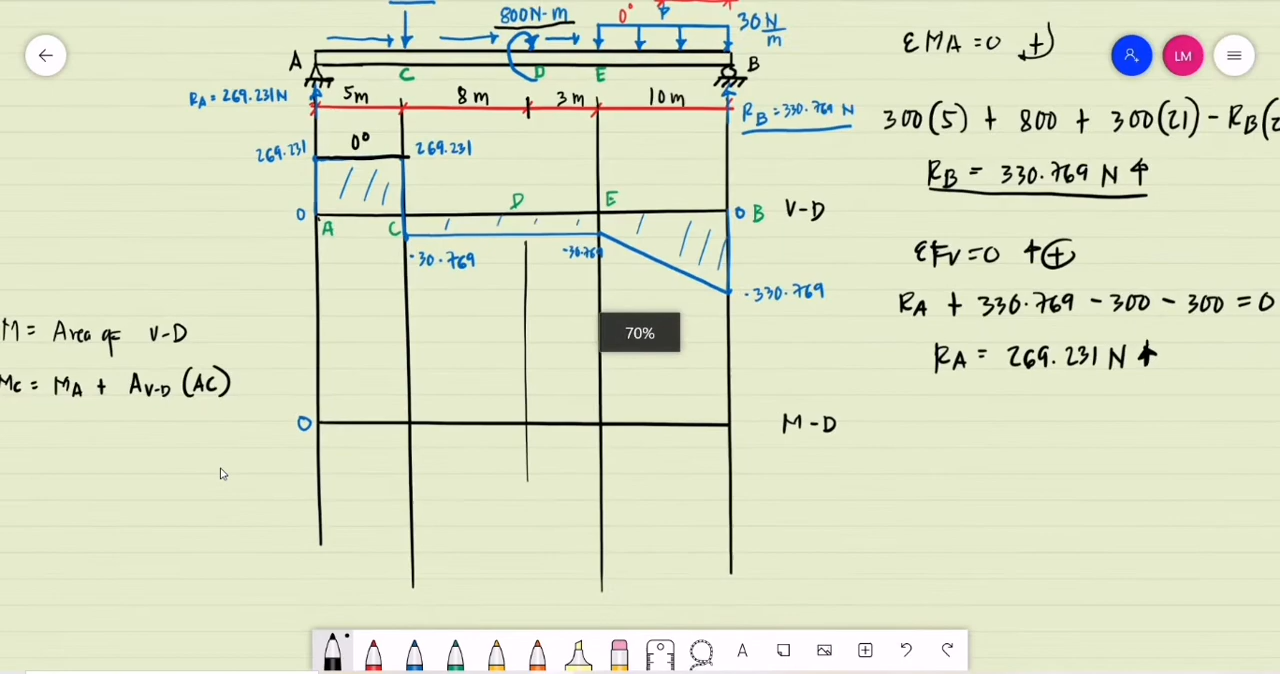 800N-m
0° P
30 N/m
A
C
D
E
B
RA = 269.231N
5m
8 m
3 m
10 m
RB = 330.769 N
269.231
0°
269.231
0
A
C
D
E
0 B V-D
-30.769
-30.769
-330.769
M = Area of V-D
Mc = MA + AV-D (AC)
70%
0
M-D
ΣMA = 0 +
300(5) + 800 + 300(21) - RB(2
RB = 330.769 N ↑
ΣFv = 0 ↑+
RA + 330.769 - 300 - 300 = 0
RA = 269.231 N ↑
LM
A